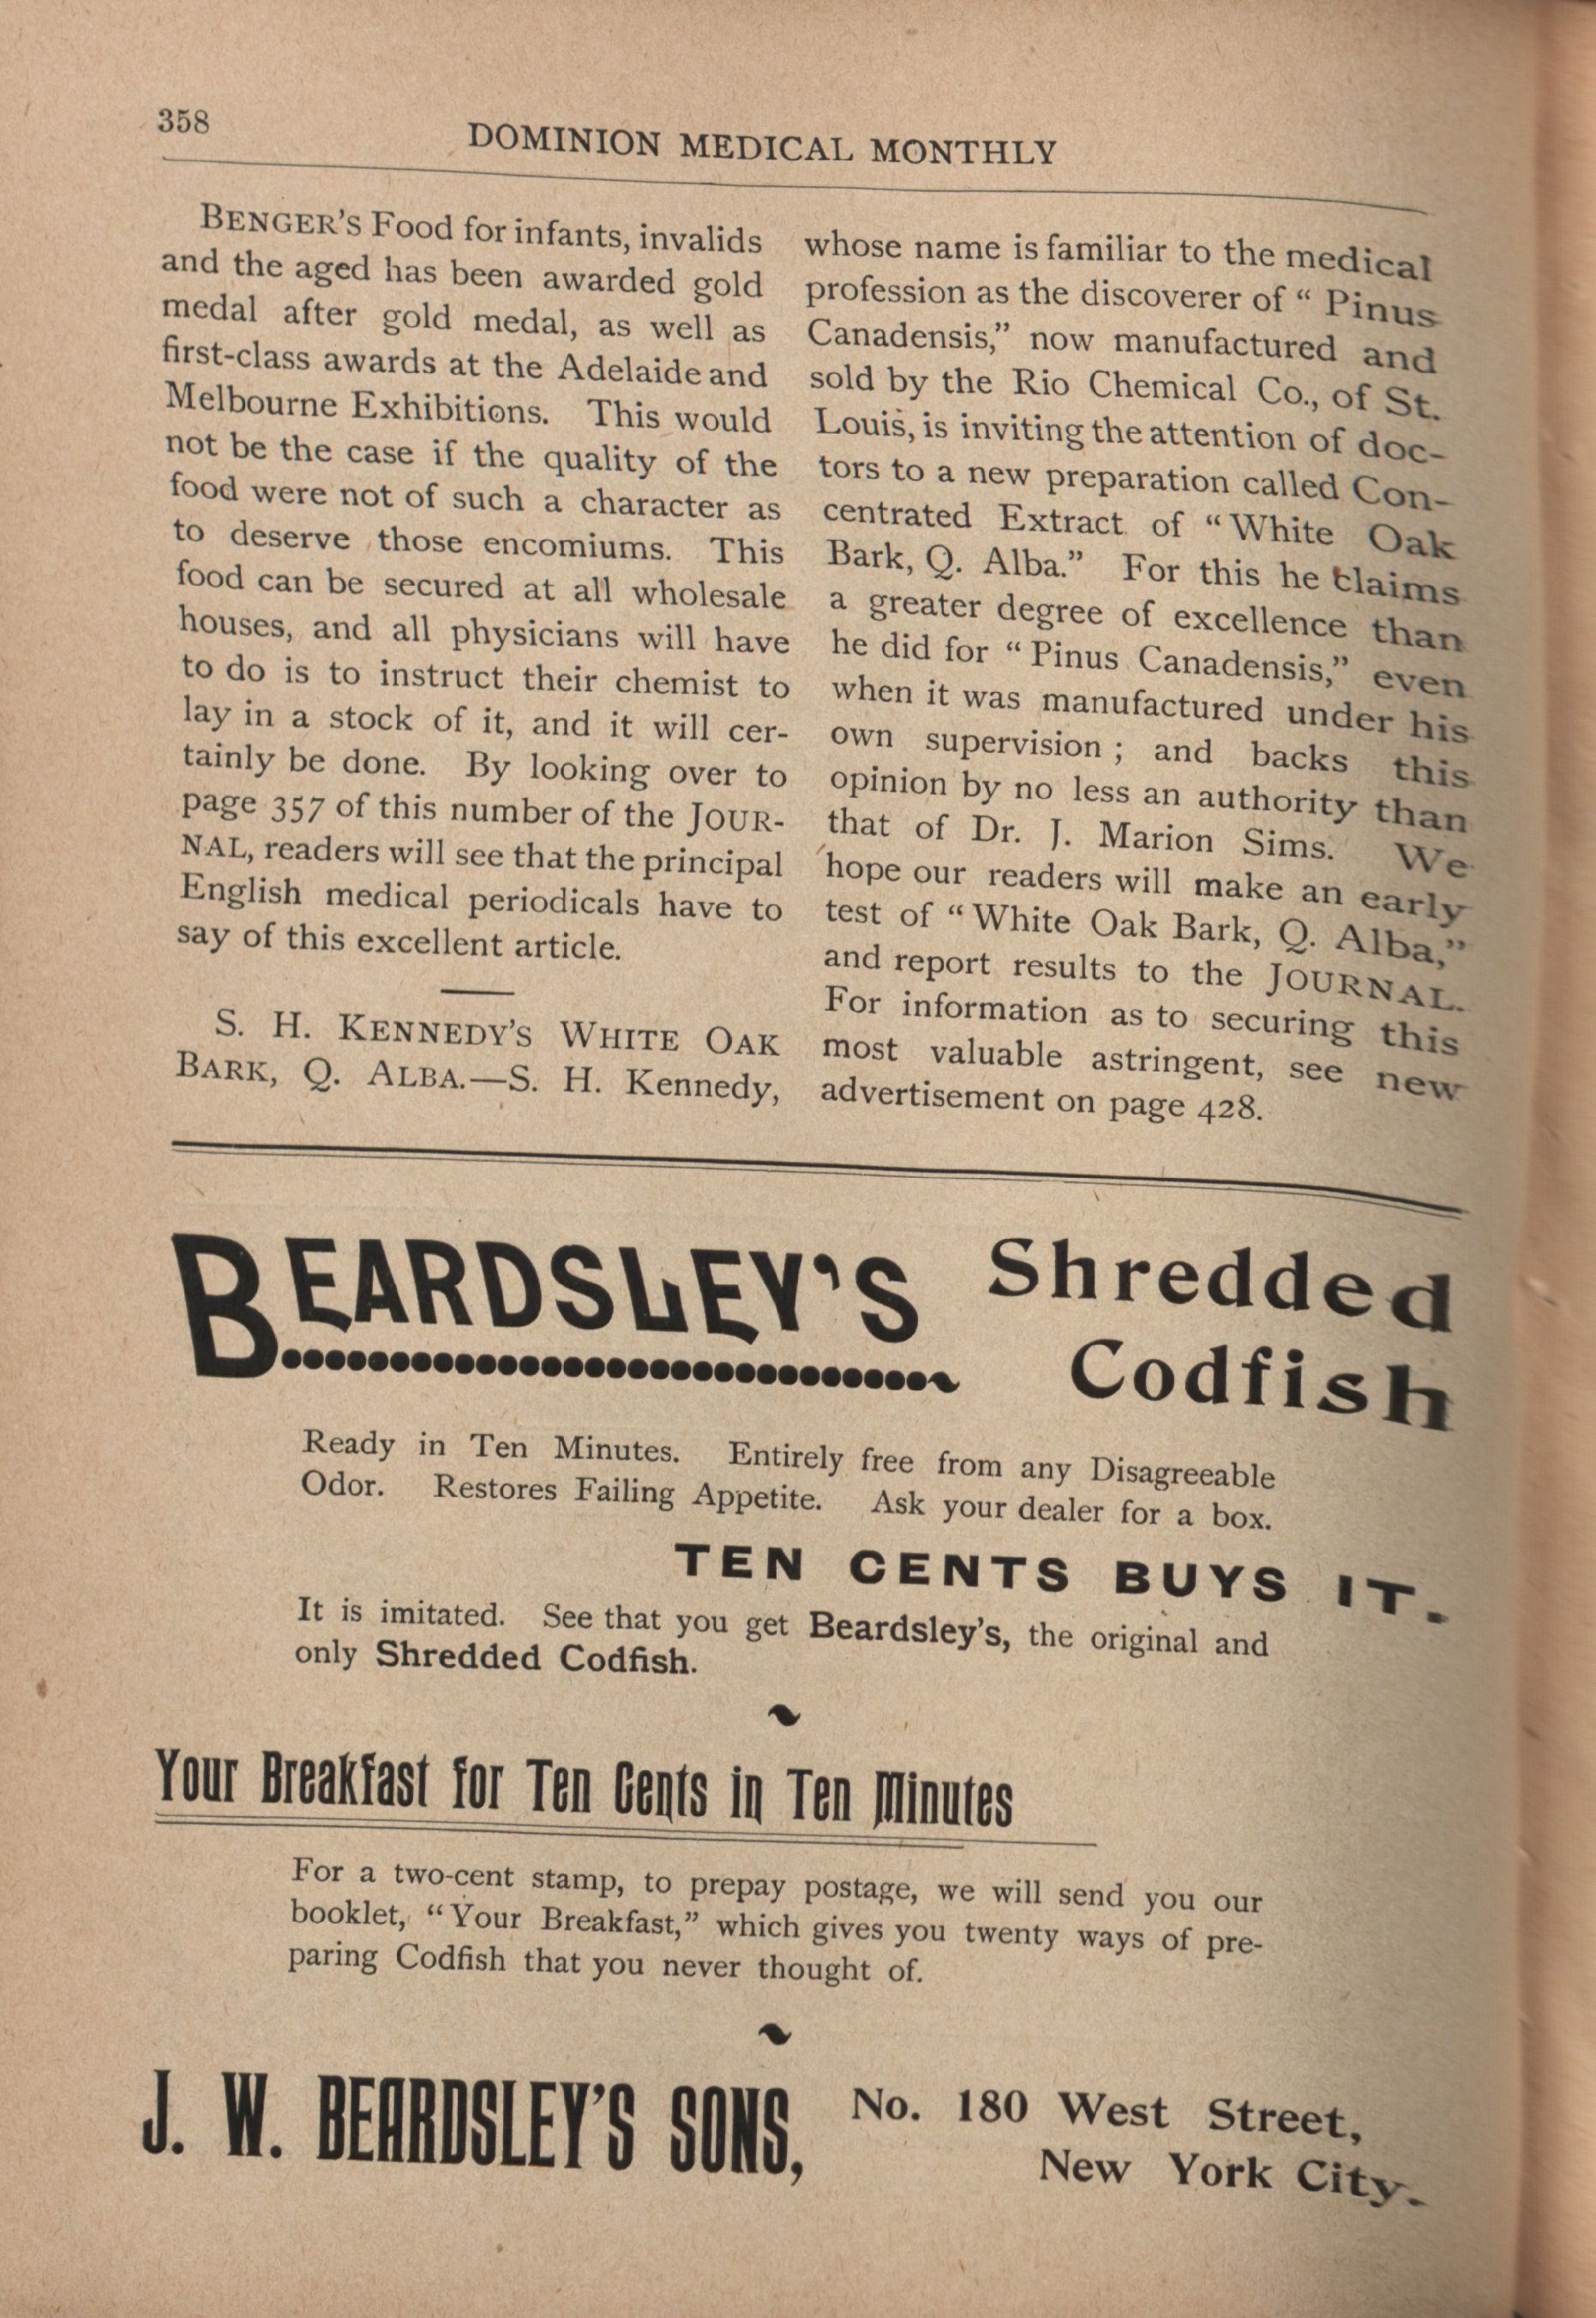 358
DOMINION MEDICAL MONTHLY
BENGER'S Food for infants, invalids
and the aged has been awarded gold
medal after gold medal, as well as
first-class awards at the Adelaide and
Melbourne Exhibitions. This would
not be the case if the quality of the
food were not of such a character as
to deserve those encomiums. This
food can be secured at all wholesale
houses, and all physicians will have
to do is to instruct their chemist to
lay in a stock of it, and it will cer-
tainly be done. By looking over to
page 357 of this number of the JOUR-
NAL, readers will see that the principal
English medical periodicals have to
say of this excellent article.
S. H. KENNEDY'S WHITE OAK
BARK, Q. ALBA.—S. H. Kennedy,
whose name is familiar to the medical
profession as the discoverer of “ Pinus
Canadensis,” now manufactured and
sold by the Rio Chemical Co., of St.
Louis, is inviting the attention of doc-
tors to a new preparation called Con-
centrated Extract of “White Oak
Bark, Q. Alba.” For this he claims
a greater degree of excellence than
he did for “Pinus Canadensis,” even
when it was manufactured under his
own supervision ; and backs this
opinion by no less an authority than
that of Dr. J. Marion Sims. We
hope our readers will make an early
test of “White Oak Bark, Q. Alba,”
and report results to the JOURNAL.
For information as to securing this
most valuable astringent, see new
advertisement on page 428.
BEARDSLEY'S Shredded
Codfish
Ready in Ten Minutes. Entirely free from any Disagreeable
Odor. Restores Failing Appetite. Ask your dealer for a box.
TEN CENTS BUYS IT.
It is imitated. See that you get Beardsley's, the original and
only Shredded Codfish.
Your Breakfast for Ten Cents in Ten Minutes
For a two-cent stamp, to prepay postage, we will send you our
booklet, “Your Breakfast,” which gives you twenty ways of pre-
paring Codfish that you never thought of.
J. W. BEARDSLEY'S SONS, No. 180 West Street,
New York City.